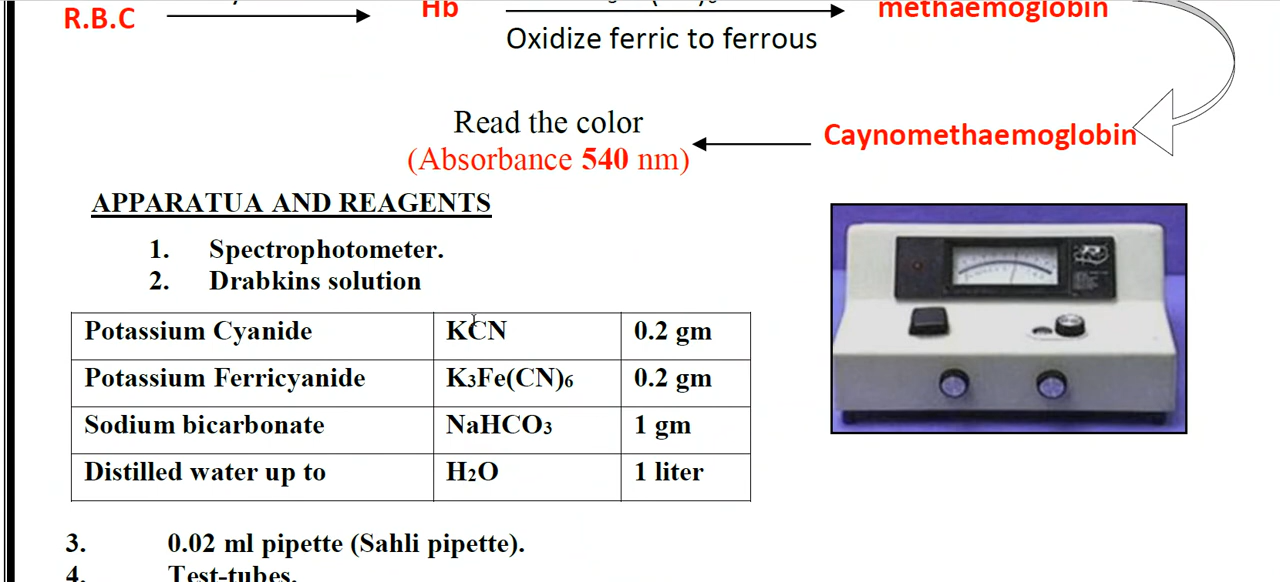 R.B.C
Hb
methaemoglobin
Oxidize ferric to ferrous
Read the color
Caynomethaemoglobin
(Absorbance 540 nm)
APPARATUA AND REAGENTS
1. Spectrophotometer.
2. Drabkins solution
Potassium Cyanide KCN 0.2 gm
Potassium Ferricyanide K3Fe(CN)6 0.2 gm
Sodium bicarbonate NaHCO3 1 gm
Distilled water up to H2O 1 liter
3. 0.02 ml pipette (Sahli pipette).
4. Test-tubes.